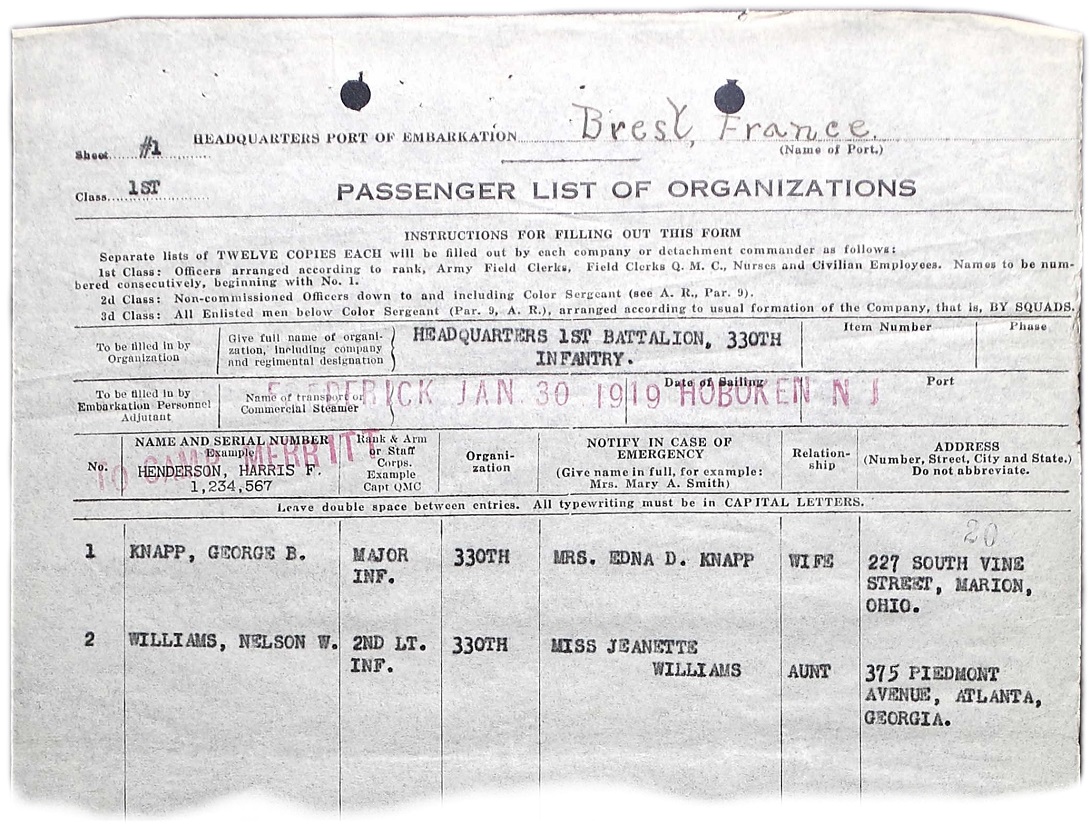 HEADQUARTERS PORT OF EMBARKATION Brest, France.
(Name of Port.)
Sheet #1
Class 1ST
PASSENGER LIST OF ORGANIZATIONS
INSTRUCTIONS FOR FILLING OUT THIS FORM
Separate lists of TWELVE COPIES EACH will be filled out by each company or detachment commander as follows:
1st Class: Officers arranged according to rank, Army Field Clerks, Field Clerks Q. M. C., Nurses and Civilian Employees. Names to be num-
bered consecutively, beginning with No. 1.
2d Class: Non-commissioned Officers down to and including Color Sergeant (see A. R., Par. 9).
3d Class: All Enlisted men below Color Sergeant (Par. 9, A. R.), arranged according to usual formation of the Company, that is, BY SQUADS.
To be filled in by
Organization
Give full name of organi-
zation, including company
and regimental designation
HEADQUARTERS 1ST BATTALION, 330TH
INFANTRY.
Item Number
Phase
To be filled in by
Embarkation Personnel
Adjutant
Name of transport or
Commercial Steamer
FREDERICK JAN 30 1919 HOBOKEN N J
Date of Sailing
Port
TO CAMP MERRITT
No.
NAME AND SERIAL NUMBER
Example
HENDERSON, HARRIS F.
1,234,567
Rank & Arm
or Staff
Corps.
Example
Capt QMC
Organi-
zation
NOTIFY IN CASE OF
EMERGENCY
(Give name in full, for example:
Mrs. Mary A. Smith)
Relation-
ship
ADDRESS
(Number, Street, City and State.)
Do not abbreviate.
Leave double space between entries. All typewriting must be in CAPITAL LETTERS.
20
1 KNAPP, GEORGE B. MAJOR 330TH MRS. EDNA D. KNAPP WIFE 227 SOUTH VINE
INF. STREET, MARION,
OHIO.
2 WILLIAMS, NELSON W. 2ND LT. 330TH MISS JEANETTE
INF. WILLIAMS AUNT 375 PIEDMONT
AVENUE, ATLANTA,
GEORGIA.